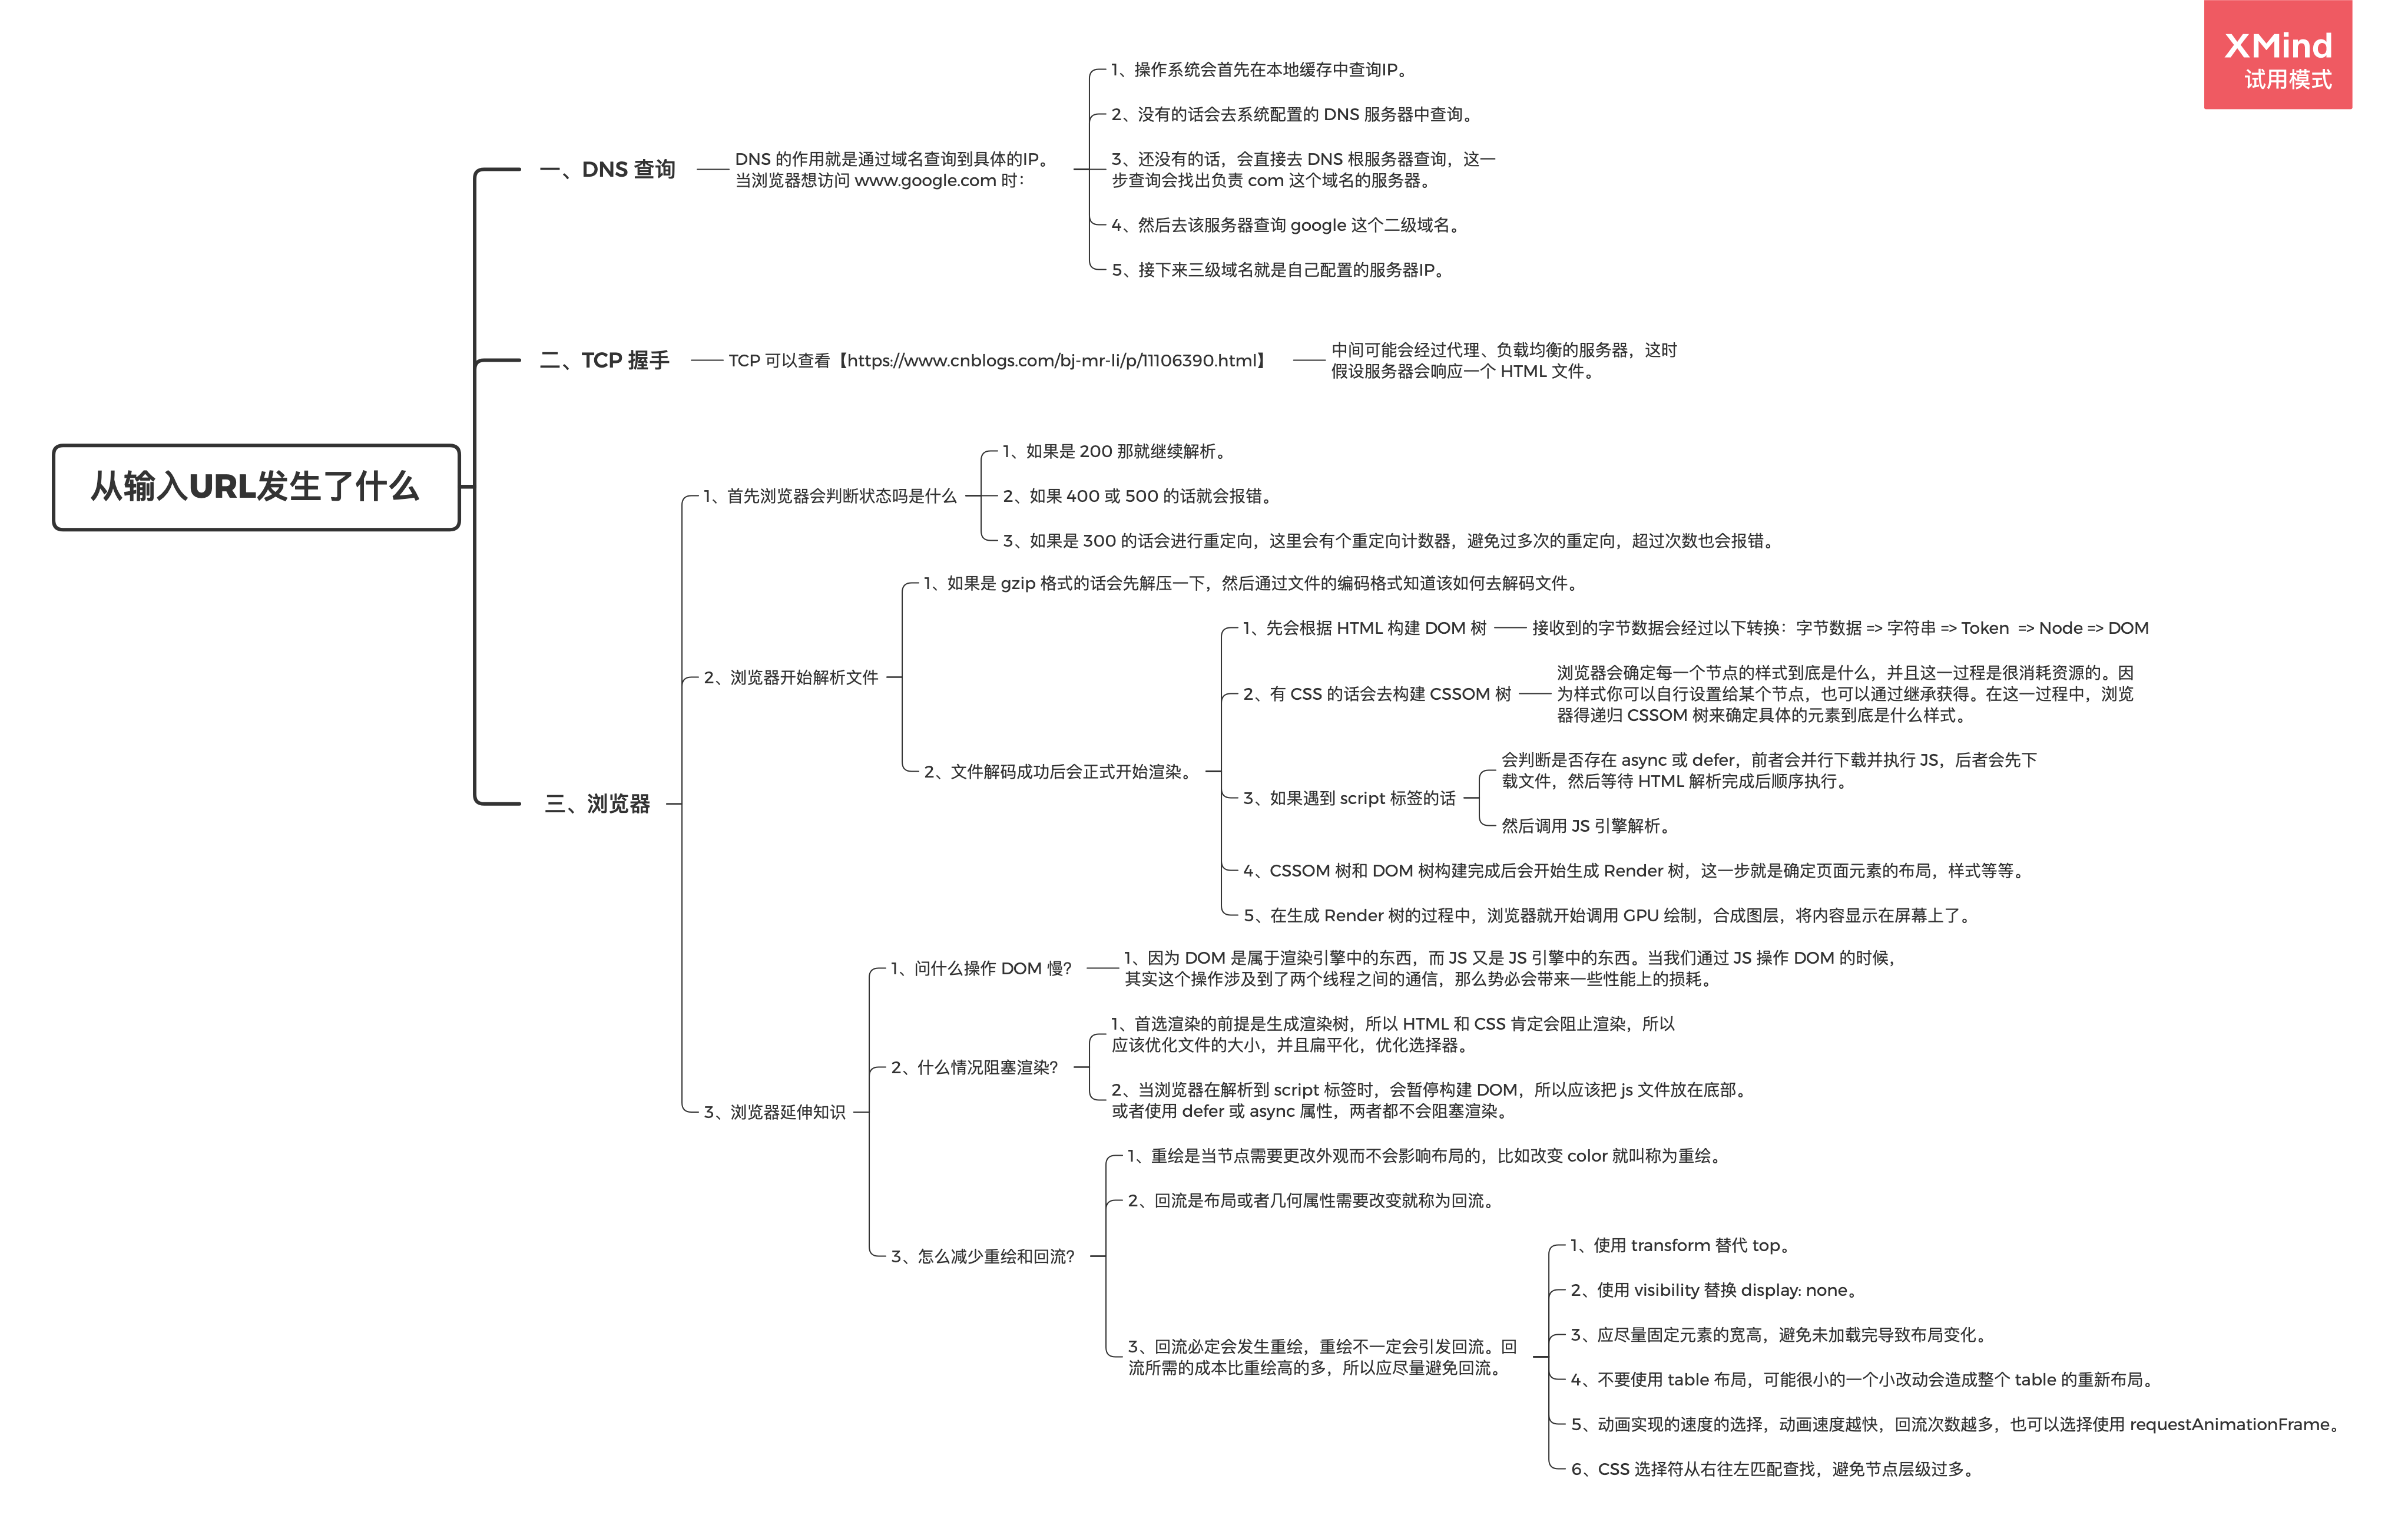 XMind
试用模式
从输入URL发生了什么
一、DNS 查询
DNS 的作用就是通过域名查询到具体的IP。
当浏览器想访问 www.google.com 时：
1、操作系统会首先在本地缓存中查询IP。
2、没有的话会去系统配置的 DNS 服务器中查询。
3、还没有的话，会直接去 DNS 根服务器查询，这一
步查询会找出负责 com 这个域名的服务器。
4、然后去该服务器查询 google 这个二级域名。
5、接下来三级域名就是自己配置的服务器IP。
二、TCP 握手
TCP 可以查看【https://www.cnblogs.com/bj-mr-li/p/11106390.html】
中间可能会经过代理、负载均衡的服务器，这时
假设服务器会响应一个 HTML 文件。
三、浏览器
1、首先浏览器会判断状态吗是什么
1、如果是 200 那就继续解析。
2、如果 400 或 500 的话就会报错。
3、如果是 300 的话会进行重定向，这里会有个重定向计数器，避免过多次的重定向，超过次数也会报错。
2、浏览器开始解析文件
1、如果是 gzip 格式的话会先解压一下，然后通过文件的编码格式知道该如何去解码文件。
2、文件解码成功后会正式开始渲染。
1、先会根据 HTML 构建 DOM 树
接收到的字节数据会经过以下转换：字节数据 => 字符串 => Token  => Node => DOM
2、有 CSS 的话会去构建 CSSOM 树
浏览器会确定每一个节点的样式到底是什么，并且这一过程是很消耗资源的。因
为样式你可以自行设置给某个节点，也可以通过继承获得。在这一过程中，浏览
器得递归 CSSOM 树来确定具体的元素到底是什么样式。
3、如果遇到 script 标签的话
会判断是否存在 async 或 defer，前者会并行下载并执行 JS，后者会先下
载文件，然后等待 HTML 解析完成后顺序执行。
然后调用 JS 引擎解析。
4、CSSOM 树和 DOM 树构建完成后会开始生成 Render 树，这一步就是确定页面元素的布局，样式等等。
5、在生成 Render 树的过程中，浏览器就开始调用 GPU 绘制，合成图层，将内容显示在屏幕上了。
3、浏览器延伸知识
1、问什么操作 DOM 慢？
1、因为 DOM 是属于渲染引擎中的东西，而 JS 又是 JS 引擎中的东西。当我们通过 JS 操作 DOM 的时候，
其实这个操作涉及到了两个线程之间的通信，那么势必会带来一些性能上的损耗。
2、什么情况阻塞渲染？
1、首选渲染的前提是生成渲染树，所以 HTML 和 CSS 肯定会阻止渲染，所以
应该优化文件的大小，并且扁平化，优化选择器。
2、当浏览器在解析到 script 标签时，会暂停构建 DOM，所以应该把 js 文件放在底部。
或者使用 defer 或 async 属性，两者都不会阻塞渲染。
3、怎么减少重绘和回流？
1、重绘是当节点需要更改外观而不会影响布局的，比如改变 color 就叫称为重绘。
2、回流是布局或者几何属性需要改变就称为回流。
3、回流必定会发生重绘，重绘不一定会引发回流。回
流所需的成本比重绘高的多，所以应尽量避免回流。
1、使用 transform 替代 top。
2、使用 visibility 替换 display: none。
3、应尽量固定元素的宽高，避免未加载完导致布局变化。
4、不要使用 table 布局，可能很小的一个小改动会造成整个 table 的重新布局。
5、动画实现的速度的选择，动画速度越快，回流次数越多，也可以选择使用 requestAnimationFrame。
6、CSS 选择符从右往左匹配查找，避免节点层级过多。